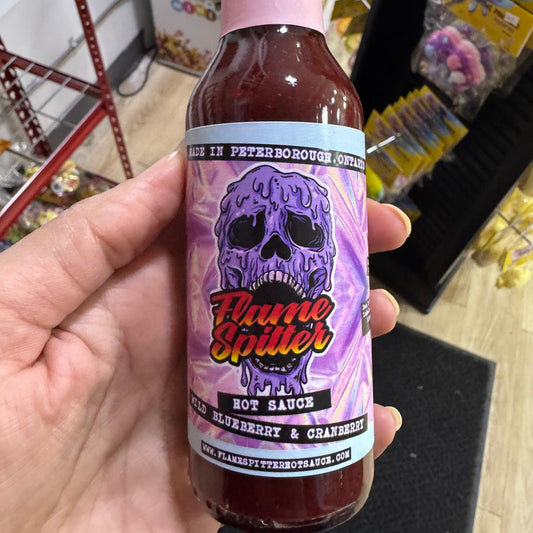 MADE IN PETERBOROUGH, ONTARIO
Flame
Spitter
HOT SAUCE
WILD BLUEBERRY & CRANBERRY
WWW.FLAMESPITTERHOTSAUCE.COM